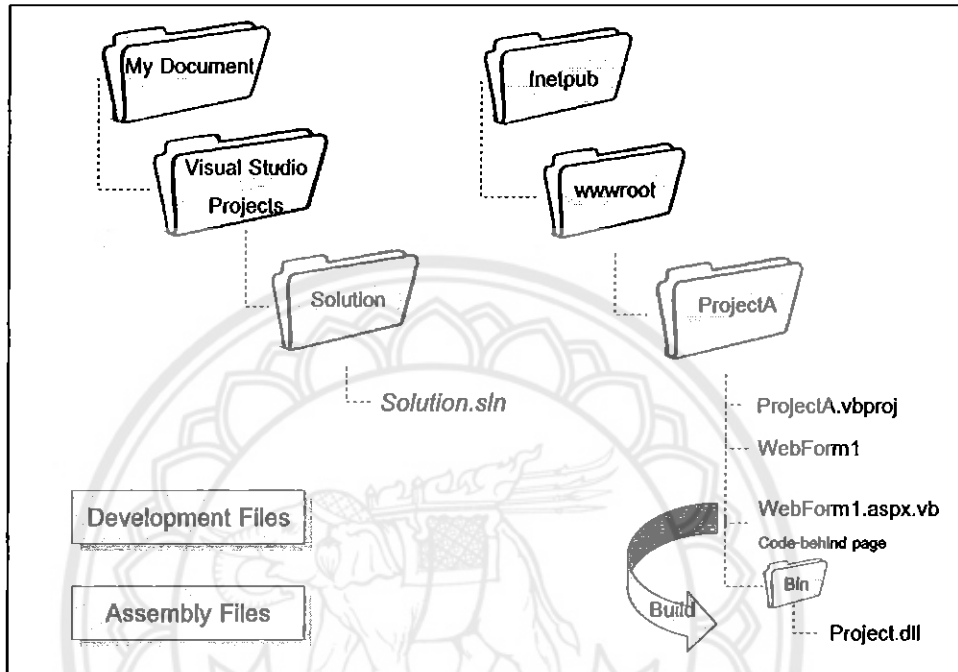 My Document
Visual Studio
Projects
Solution
Solution.sln
Inetpub
wwwroot
ProjectA
ProjectA.vbproj
WebForm1
WebForm1.aspx.vb
Code-behind page
Bin
Project.dll
Build
Development Files
Assembly Files